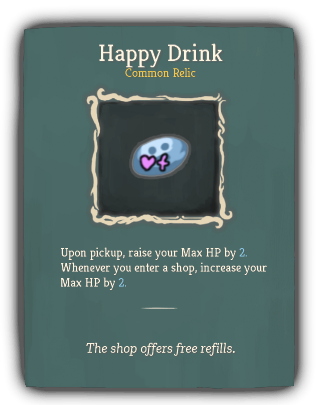 Happy Drink
Common Relic
Upon pickup, raise your Max HP by 2.
Whenever you enter a shop, increase your
Max HP by 2.
The shop offers free refills.